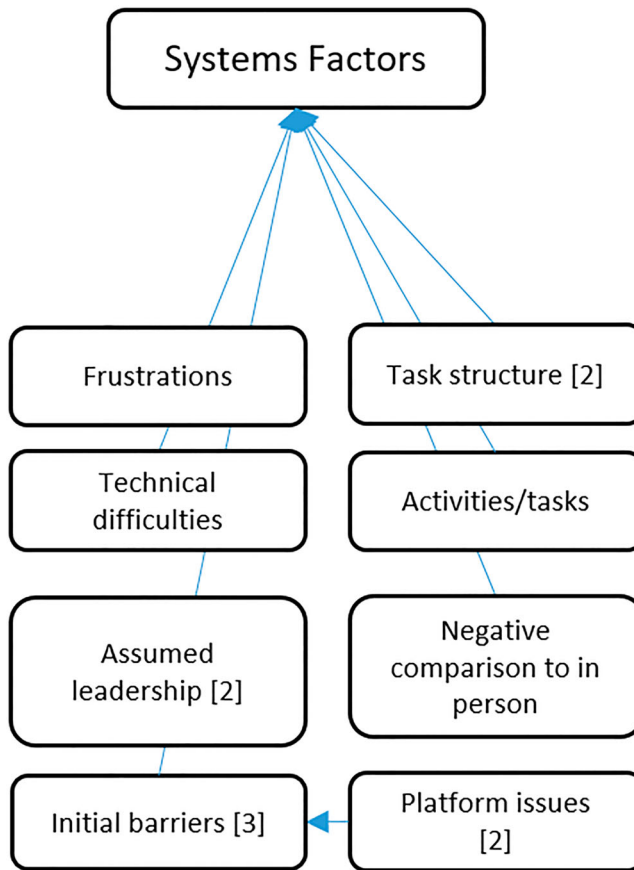 Systems Factors
Frustrations
Task structure [2]
Technical
difficulties
Activities/tasks
Assumed
leadership [2]
Negative
comparison to in
person
Initial barriers [3]
Platform issues
[2]